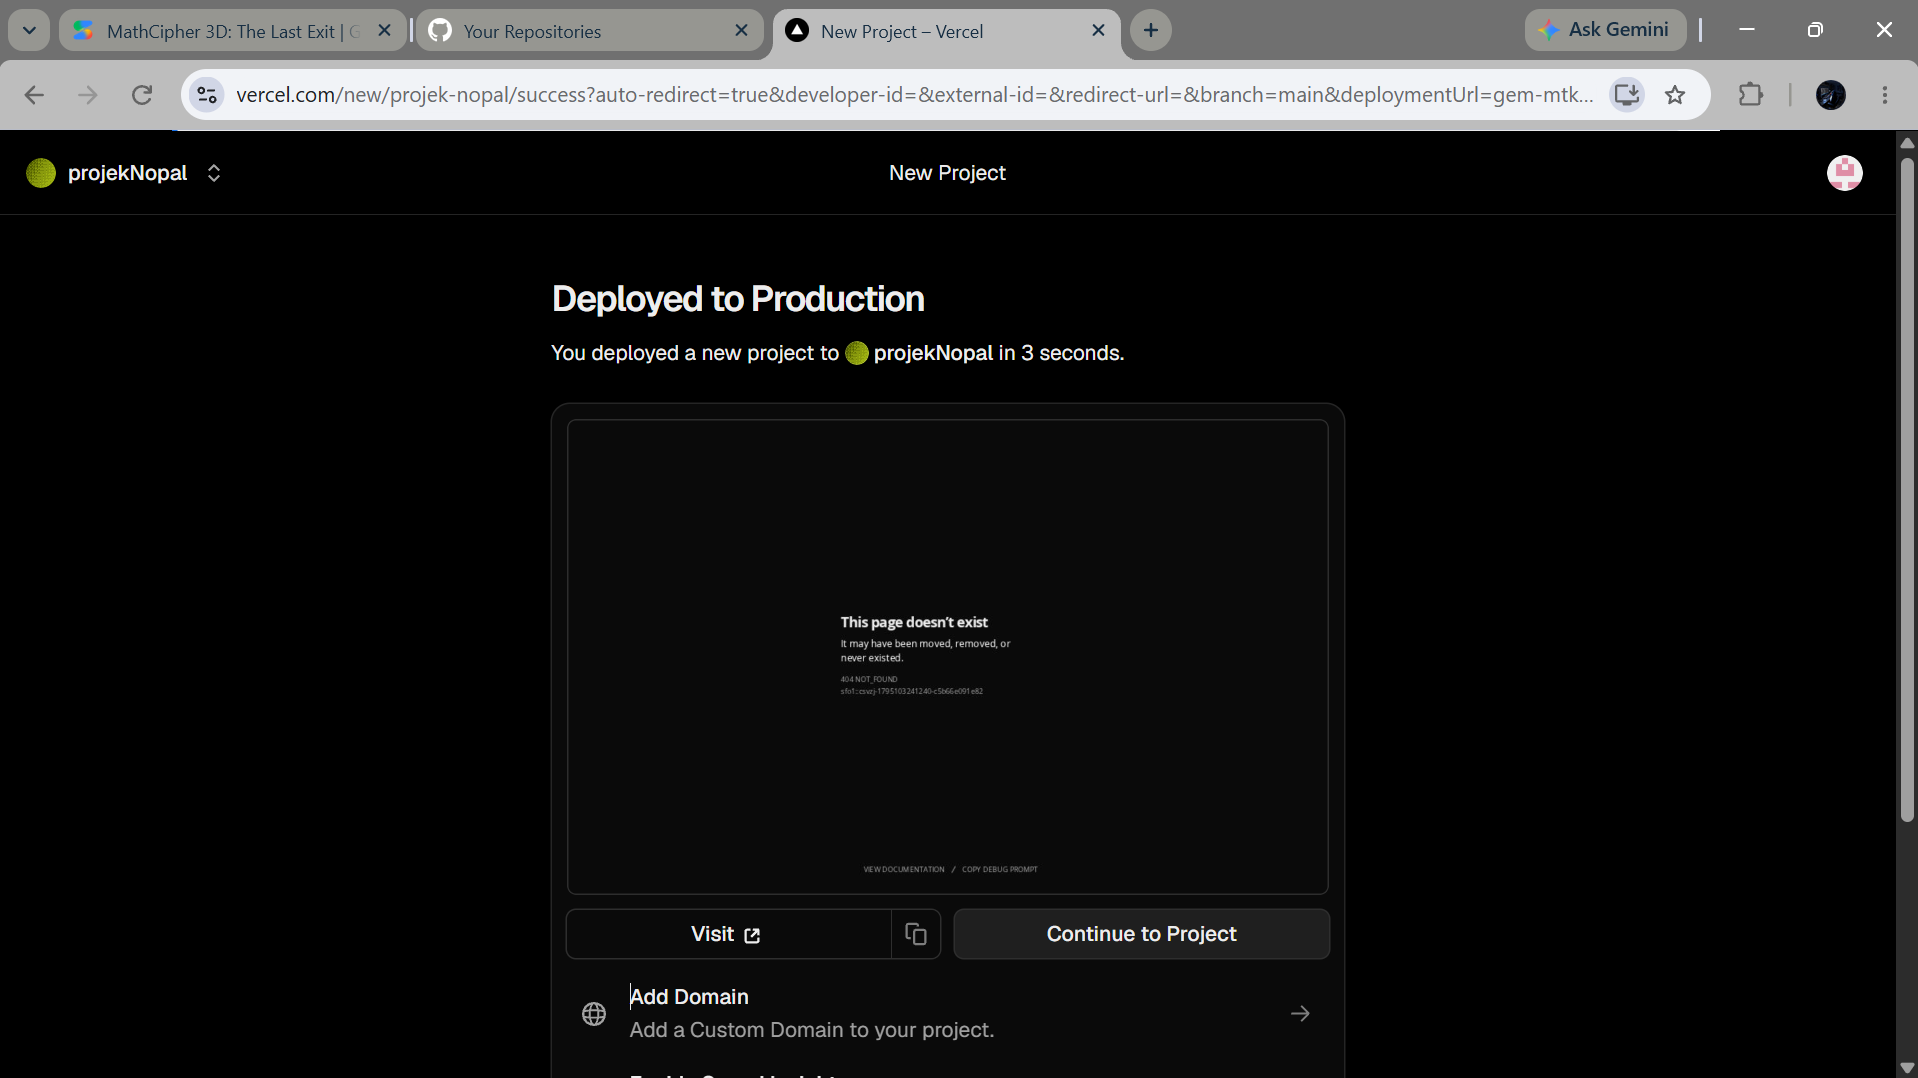 MathCipher 3D: The Last Exit | G
Your Repositories
New Project – Vercel
Ask Gemini
vercel.com/new/projek-nopal/success?auto-redirect=true&developer-id=&external-id=&redirect-url=&branch=main&deploymentUrl=gem-mtk...
projekNopal
New Project
Deployed to Production
You deployed a new project to projekNopal in 3 seconds.
This page doesn't exist
It may have been moved, removed, or
never existed.
404 NOT_FOUND
sfo1::csvzj-1795103241240-c5b66e091e82
VIEW DOCUMENTATION / COPY DEBUG PROMPT
Visit
Continue to Project
Add Domain
Add a Custom Domain to your project.